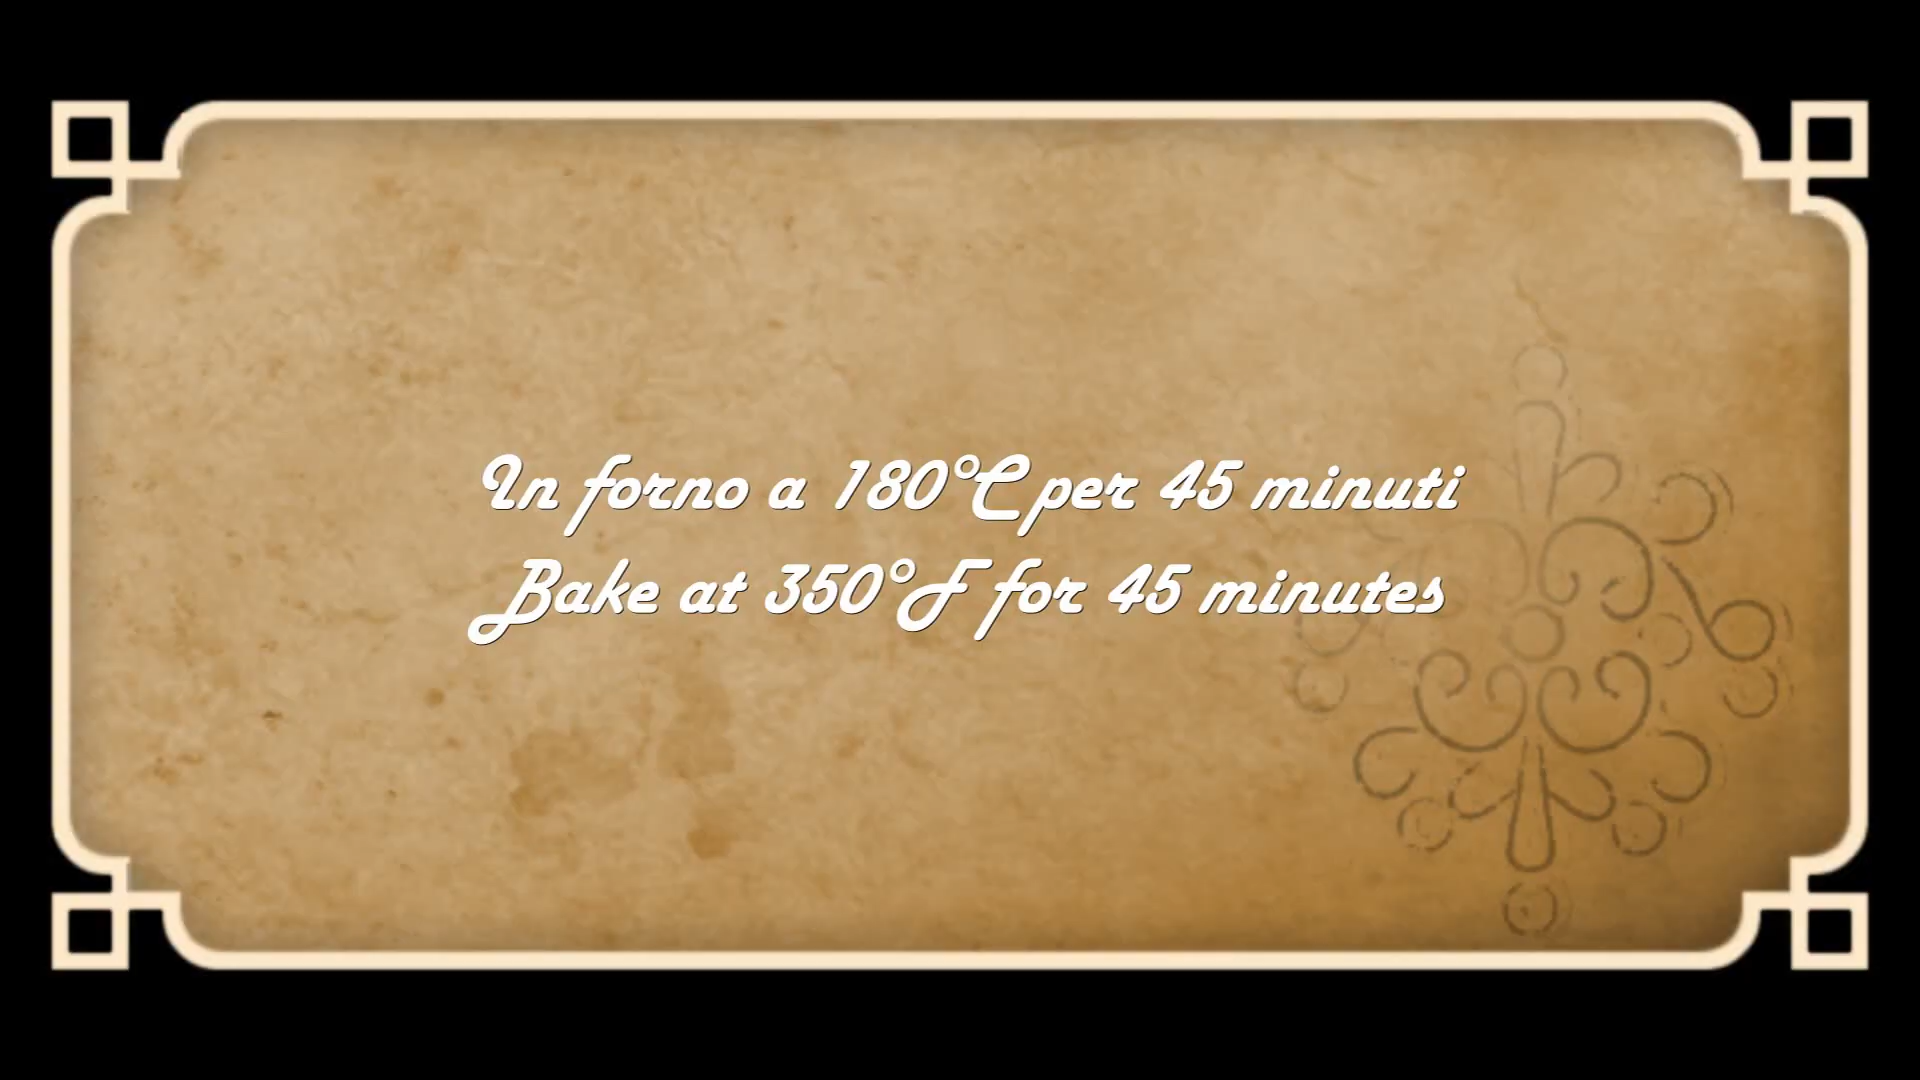 In forno a 180°C per 45 minuti
Bake at 350°F for 45 minutes